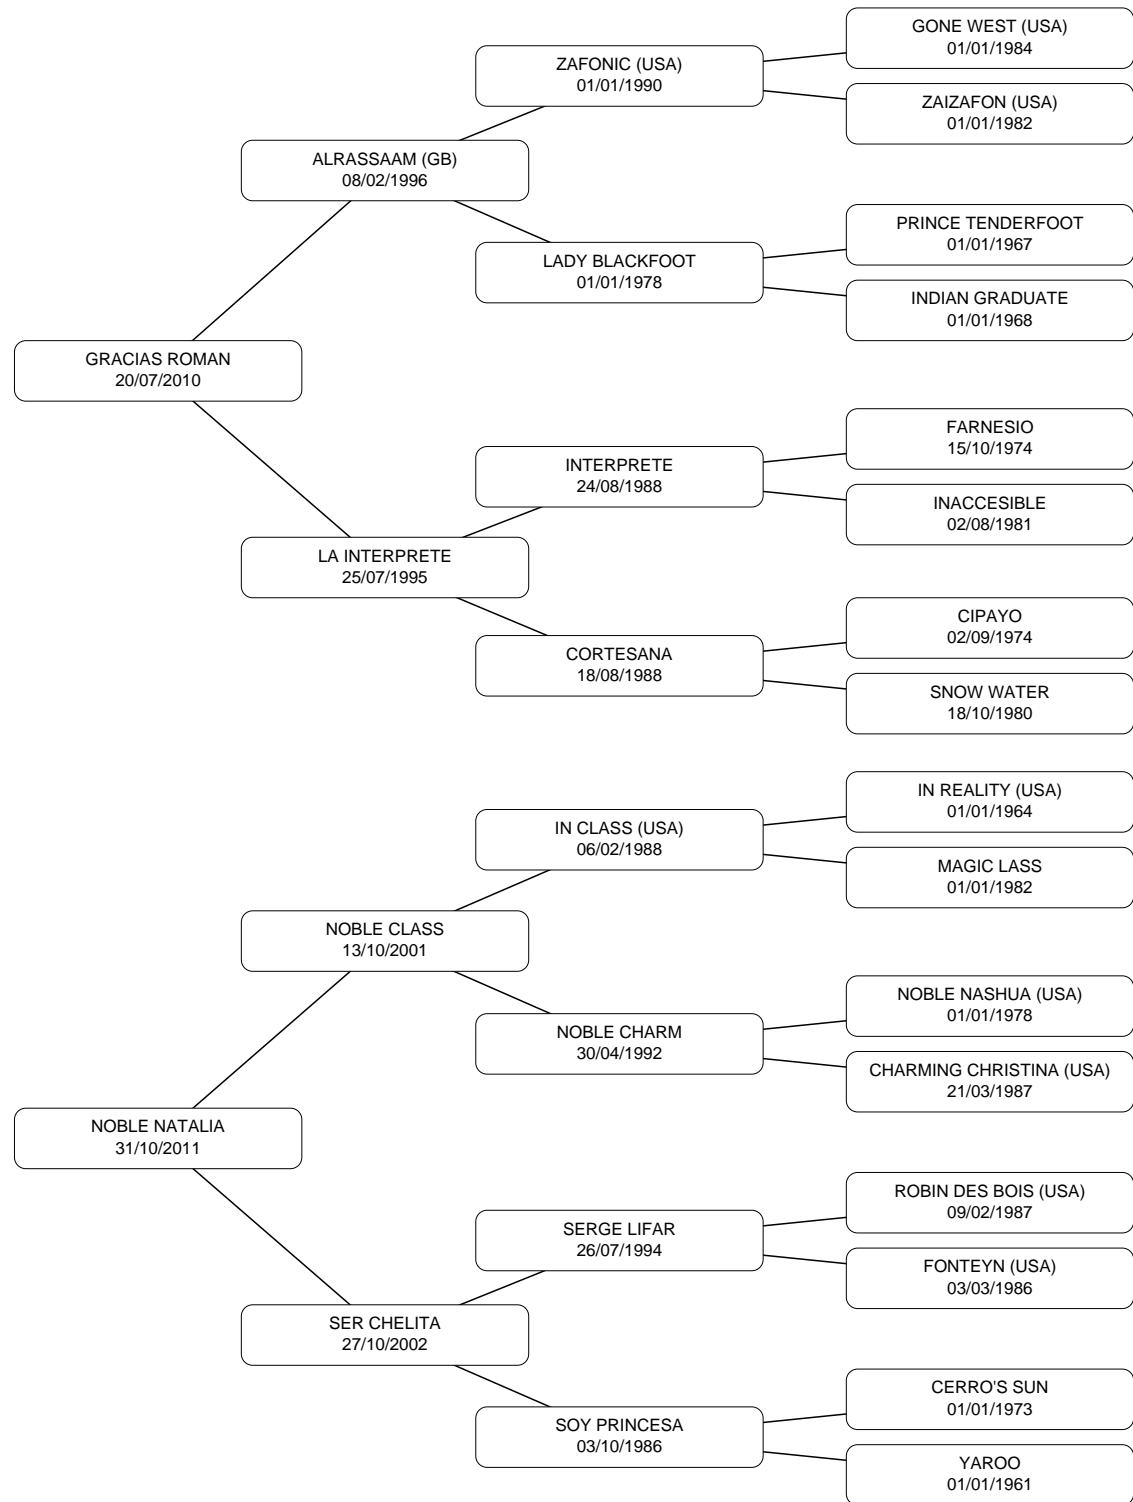 GONE WEST (USA)
01/01/1984
ZAFONIC (USA)
01/01/1990
ZAIZAFON (USA)
01/01/1982
ALRASSAAM (GB)
08/02/1996
PRINCE TENDERFOOT
01/01/1967
LADY BLACKFOOT
01/01/1978
INDIAN GRADUATE
01/01/1968
GRACIAS ROMAN
20/07/2010
FARNESIO
15/10/1974
INTERPRETE
24/08/1988
INACCESIBLE
02/08/1981
LA INTERPRETE
25/07/1995
CIPAYO
02/09/1974
CORTESANA
18/08/1988
SNOW WATER
18/10/1980
IN REALITY (USA)
01/01/1964
IN CLASS (USA)
06/02/1988
MAGIC LASS
01/01/1982
NOBLE CLASS
13/10/2001
NOBLE NASHUA (USA)
01/01/1978
NOBLE CHARM
30/04/1992
CHARMING CHRISTINA (USA)
21/03/1987
NOBLE NATALIA
31/10/2011
ROBIN DES BOIS (USA)
09/02/1987
SERGE LIFAR
26/07/1994
FONTEYN (USA)
03/03/1986
SER CHELITA
27/10/2002
CERRO'S SUN
01/01/1973
SOY PRINCESA
03/10/1986
YAROO
01/01/1961